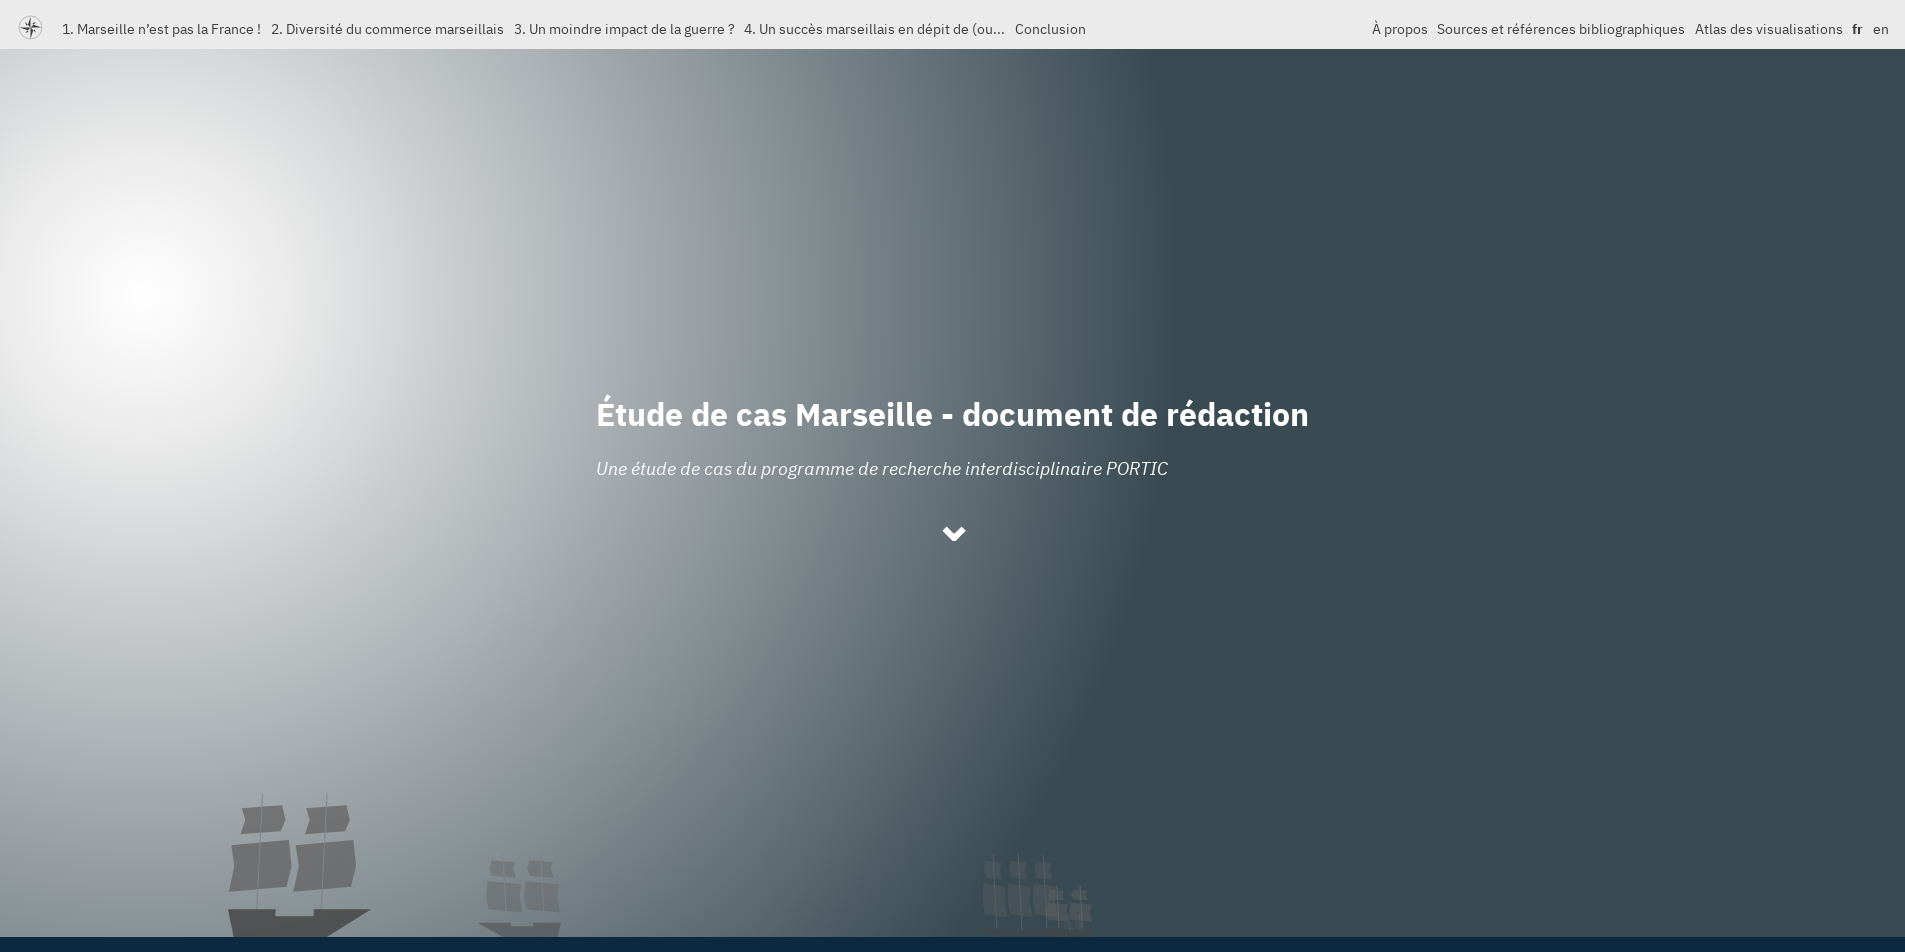 1. Marseille n’est pas la France ! 2. Diversité du commerce marseillais 3. Un moindre impact de la guerre ? 4. Un succès marseillais en dépit de (ou... Conclusion À propos Sources et références bibliographiques Atlas des visualisations fr en
Étude de cas Marseille - document de rédaction
Une étude de cas du programme de recherche interdisciplinaire PORTIC